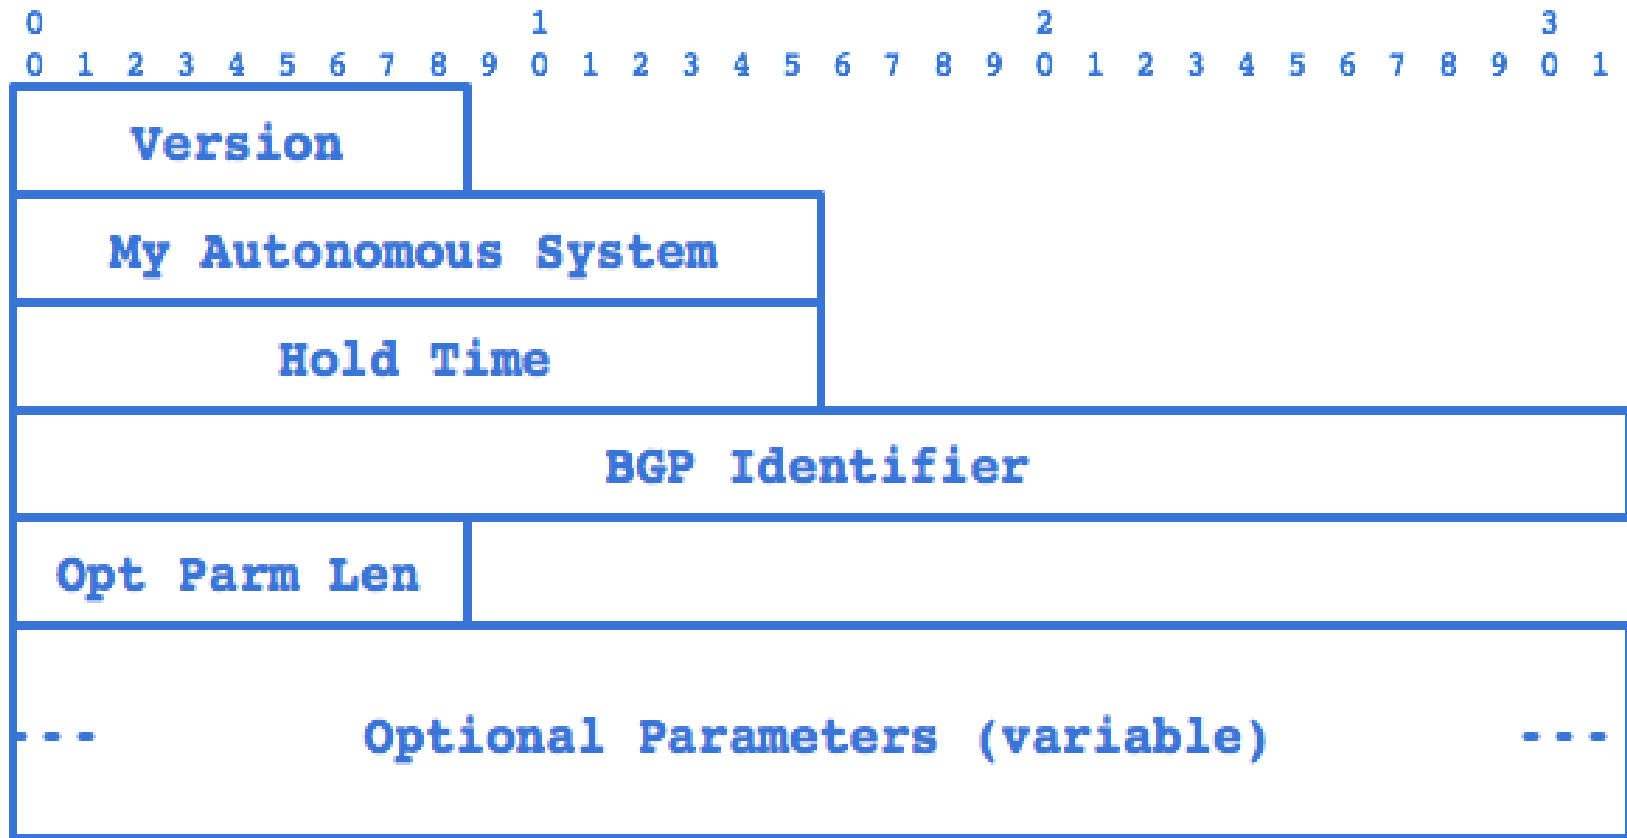 0 1 2 3
0 1 2 3 4 5 6 7 8 9 0 1 2 3 4 5 6 7 8 9 0 1 2 3 4 5 6 7 8 9 0 1
Version
My Autonomous System
Hold Time
BGP Identifier
Opt Parm Len
--- Optional Parameters (variable) ---